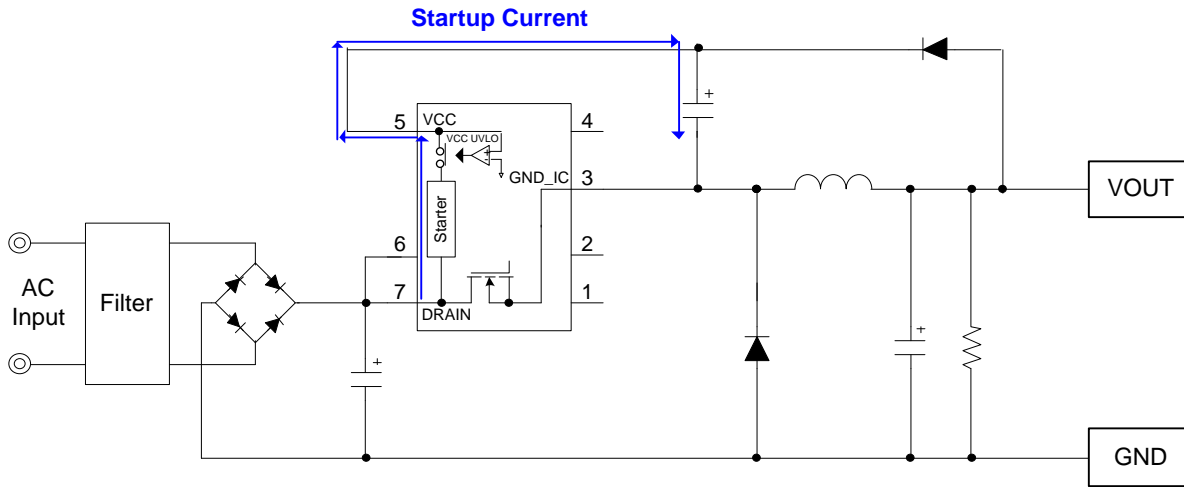 Startup Current
+
5
VCC
4
VCC UVLO
+
-
GND_IC
3
VOUT
Starter
6
2
AC
Input
Filter
7
1
DRAIN
+
+
GND